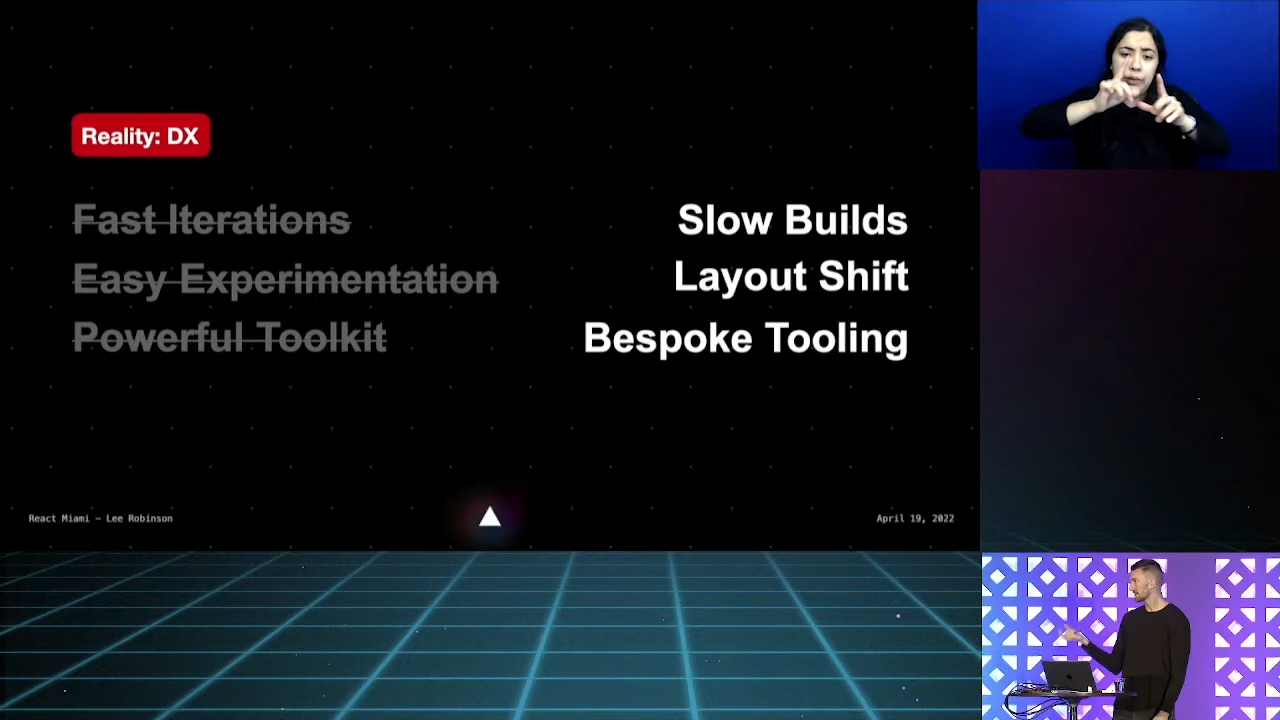 Reality: DX
Fast Iterations
Slow Builds
Easy Experimentation
Layout Shift
Powerful Toolkit
Bespoke Tooling
React Miami – Lee Robinson
April 19, 2022